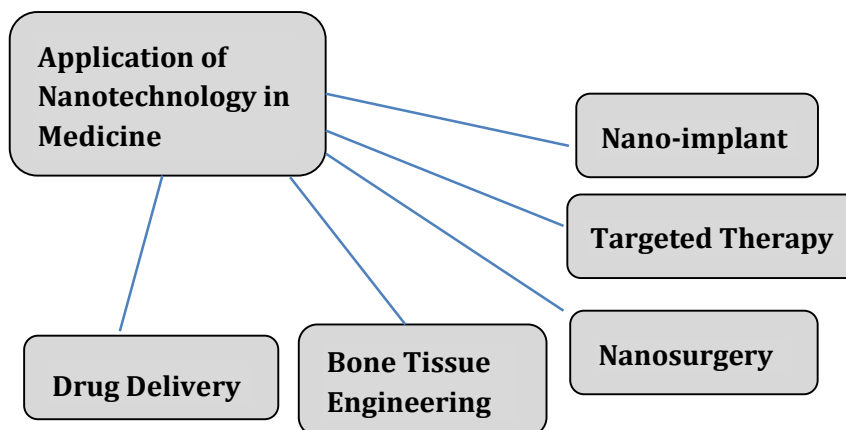 Application of
Nanotechnology in
Medicine
Nano-implant
Targeted Therapy
Nanosurgery
Bone Tissue
Engineering
Drug Delivery